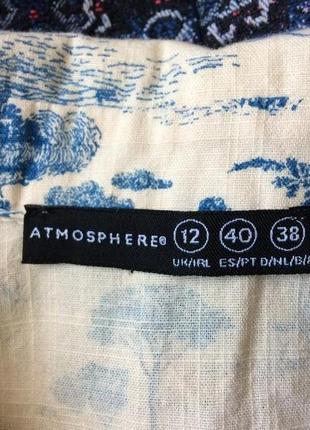 ATMOSPHERE® 12 40 38
UK/IRL ES/PT D/NL/B/